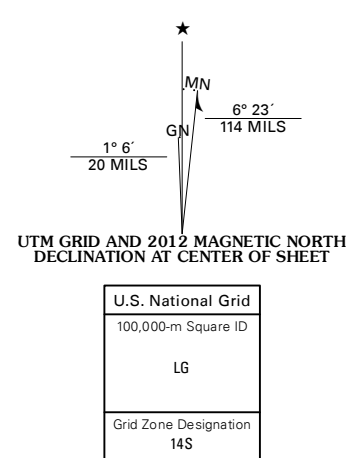 ★
MN
6° 23´
114 MILS
GN
1° 6´
20 MILS
UTM GRID AND 2012 MAGNETIC NORTH
DECLINATION AT CENTER OF SHEET
U.S. National Grid
100,000-m Square ID
LG
Grid Zone Designation
14S